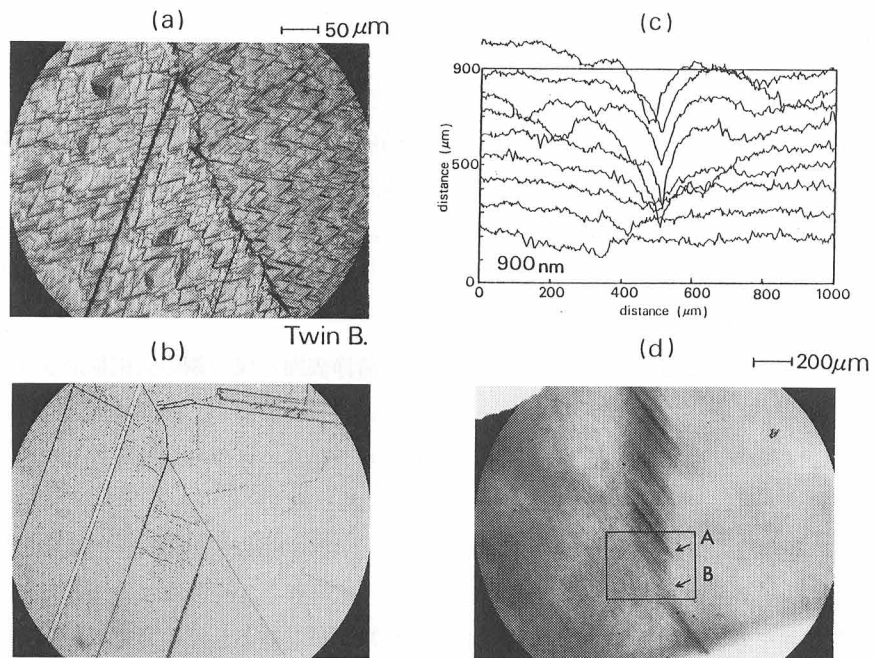 (a)
50 μm
Twin B.
(b)
(c)
distance (μm)
900
500
0
900 nm
0 200 400 600 800 1000
distance (μm)
(d)
200μm
A
B